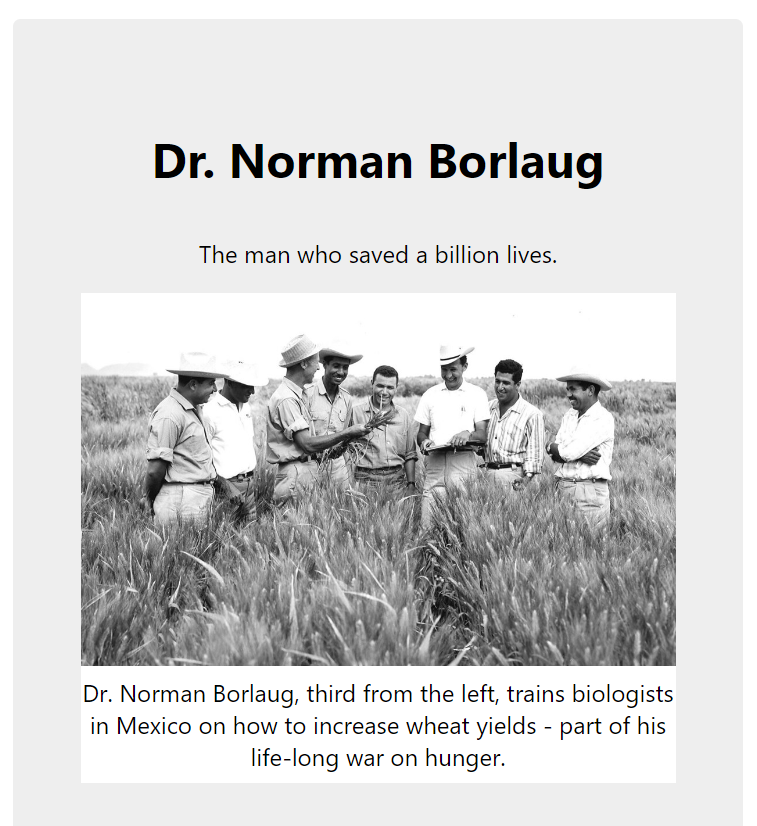 Dr. Norman Borlaug
The man who saved a billion lives.
Dr. Norman Borlaug, third from the left, trains biologists
in Mexico on how to increase wheat yields - part of his
life-long war on hunger.